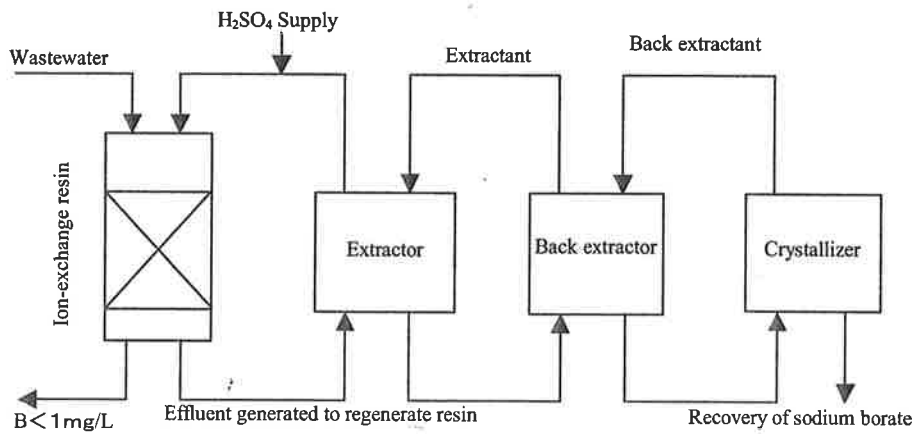 H₂SO₄ Supply
Wastewater
Extractant
Back extractant
Ion-exchange resin
Extractor
Back extractor
Crystallizer
B＜1mg/L
Effluent generated to regenerate resin
Recovery of sodium borate